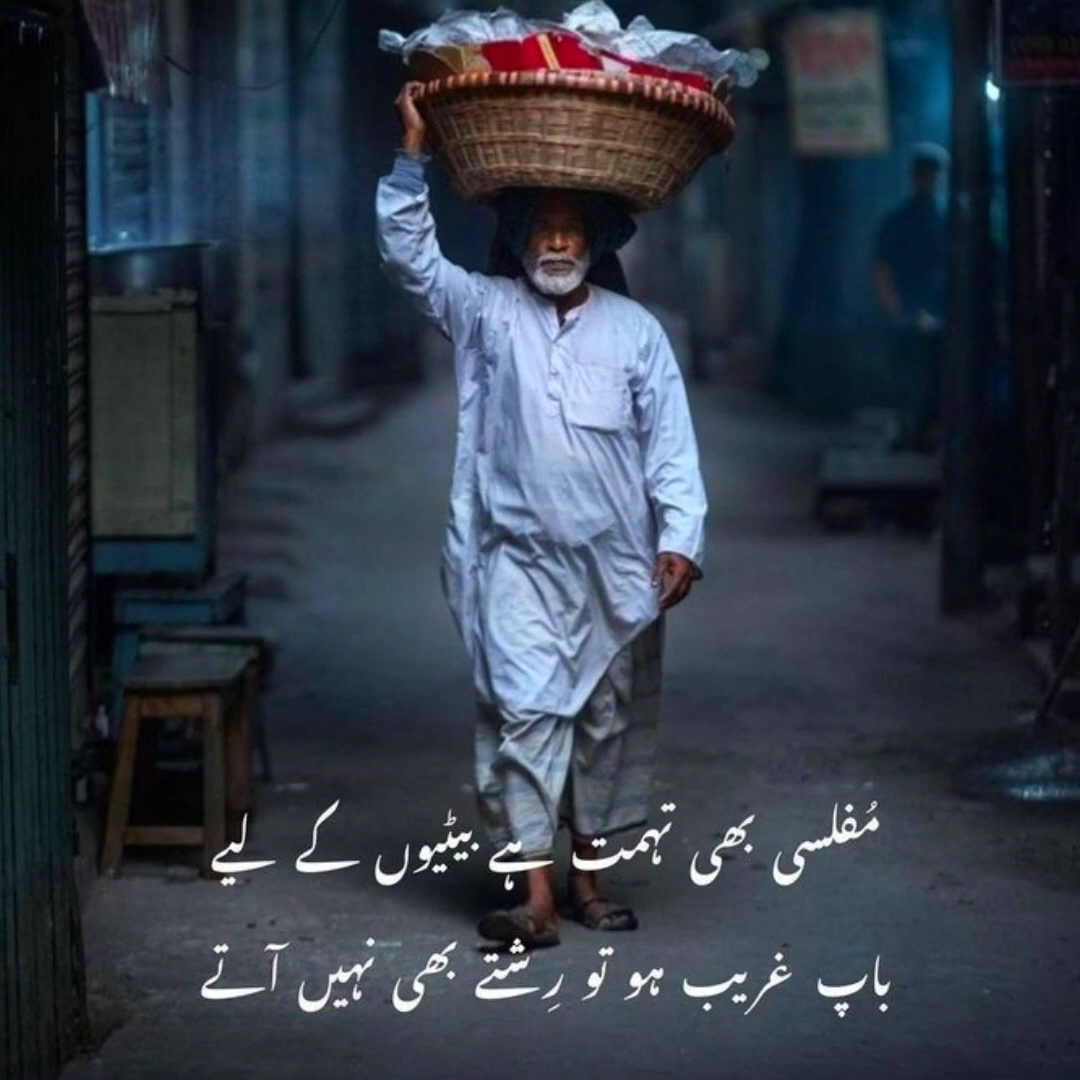 مُفلسی بھی تہمت ہے بیٹیوں کے لیے
باپ غریب ہو تو رِشتے بھی نہیں آتے